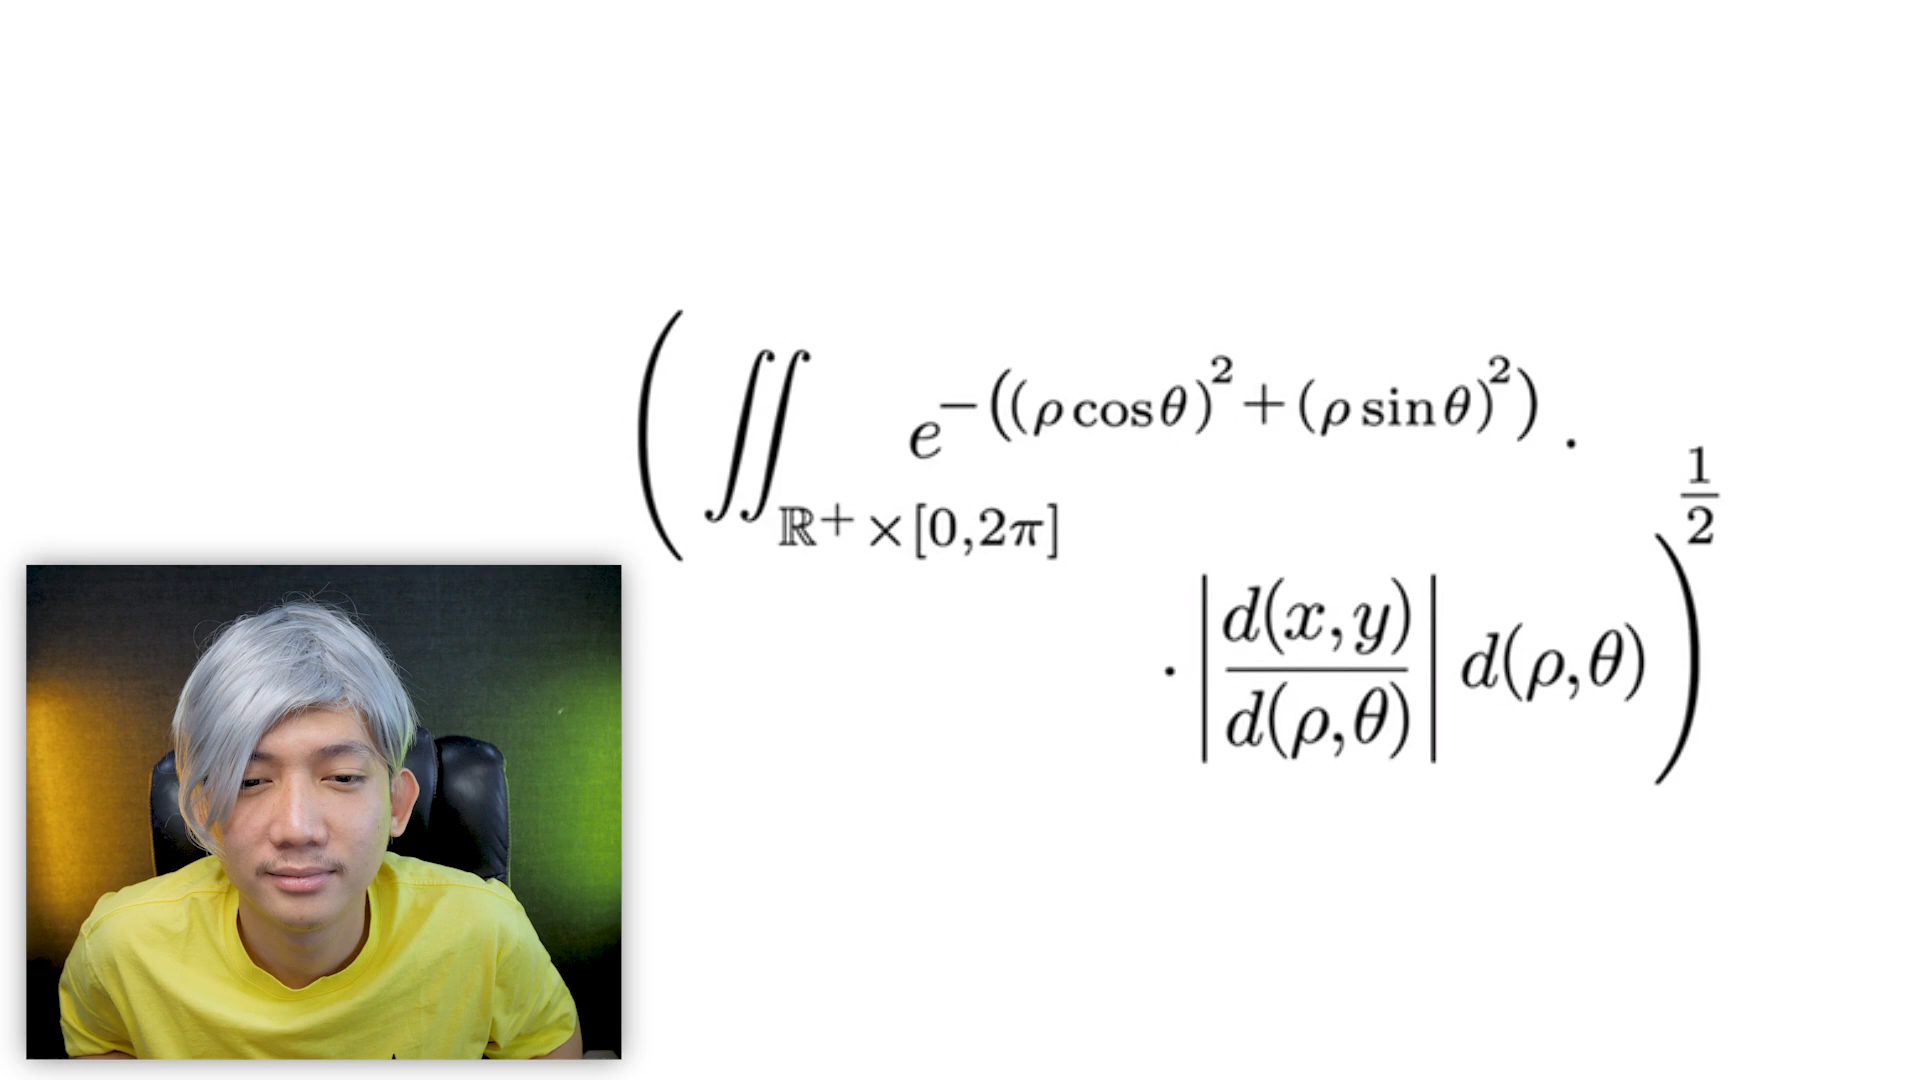 ( ∬_{ℝ⁺×[0,2π]} e^{−((ρ cos θ)² + (ρ sin θ)²)} ·
· | d(x,y) / d(ρ,θ) | d(ρ,θ) )^{1/2}